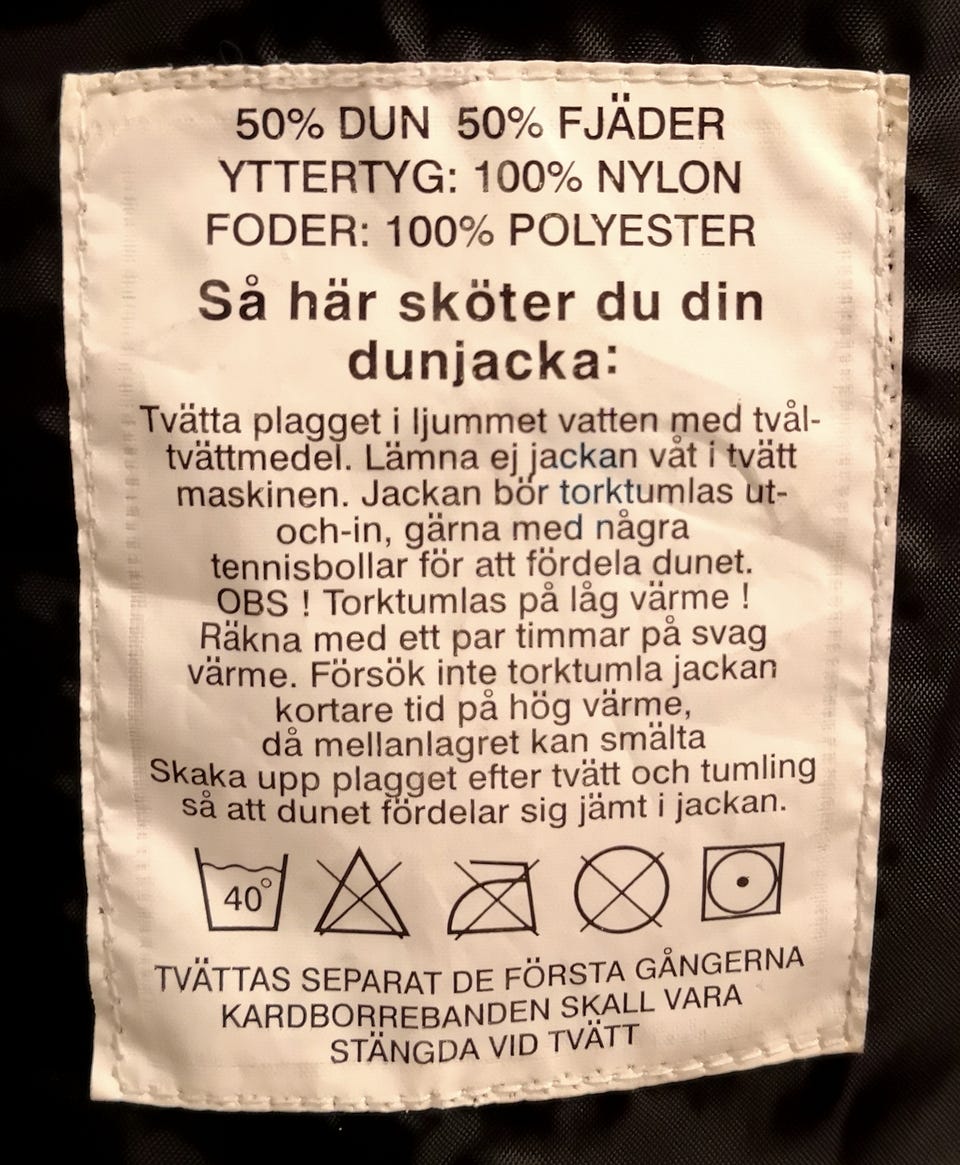 50% DUN 50% FJÄDER
YTTERTYG: 100% NYLON
FODER: 100% POLYESTER
Så här sköter du din
dunjacka:
Tvätta plagget i ljummet vatten med tvål-
tvättmedel. Lämna ej jackan våt i tvätt
maskinen. Jackan bör torktumlas ut-
och-in, gärna med några
tennisbollar för att fördela dunet.
OBS ! Torktumlas på låg värme !
Räkna med ett par timmar på svag
värme. Försök inte torktumla jackan
kortare tid på hög värme,
då mellanlagret kan smälta
Skaka upp plagget efter tvätt och tumling
så att dunet fördelar sig jämt i jackan.
40°
TVÄTTAS SEPARAT DE FÖRSTA GÅNGERNA
KARDBORREBANDEN SKALL VARA
STÄNGDA VID TVÄTT